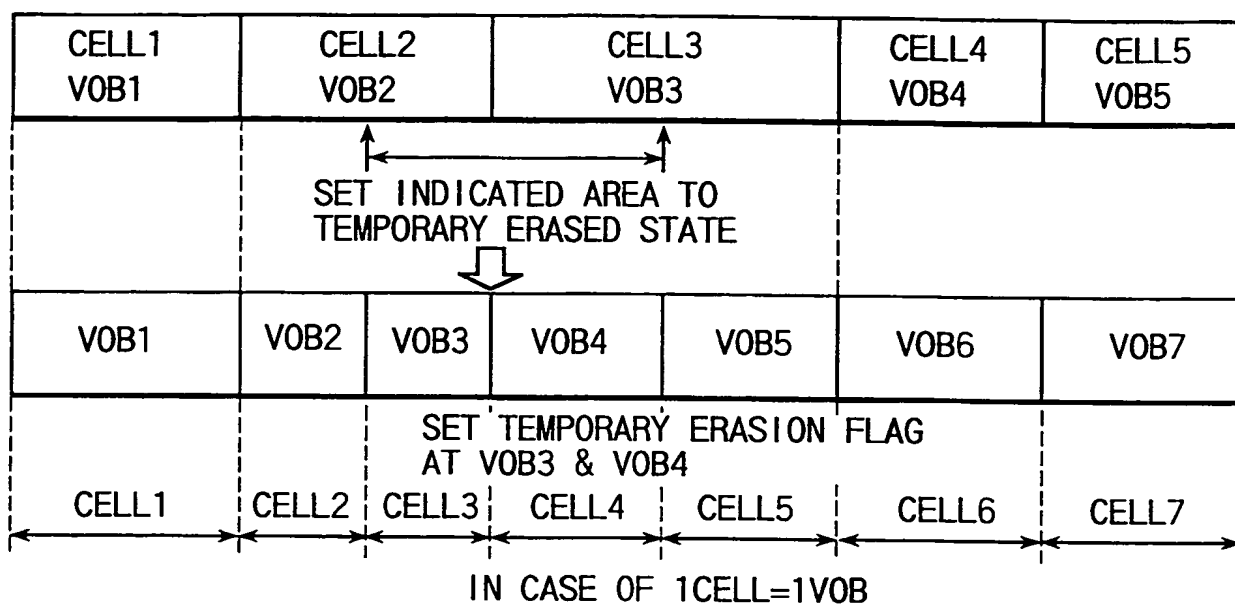 CELL1 CELL2 CELL3 CELL4 CELL5
VOB1 VOB2 VOB3 VOB4 VOB5
SET INDICATED AREA TO
TEMPORARY ERASED STATE
VOB1 VOB2 VOB3 VOB4 VOB5 VOB6 VOB7
SET TEMPORARY ERASION FLAG
AT VOB3 & VOB4
CELL1 CELL2 CELL3 CELL4 CELL5 CELL6 CELL7
IN CASE OF 1CELL=1VOB